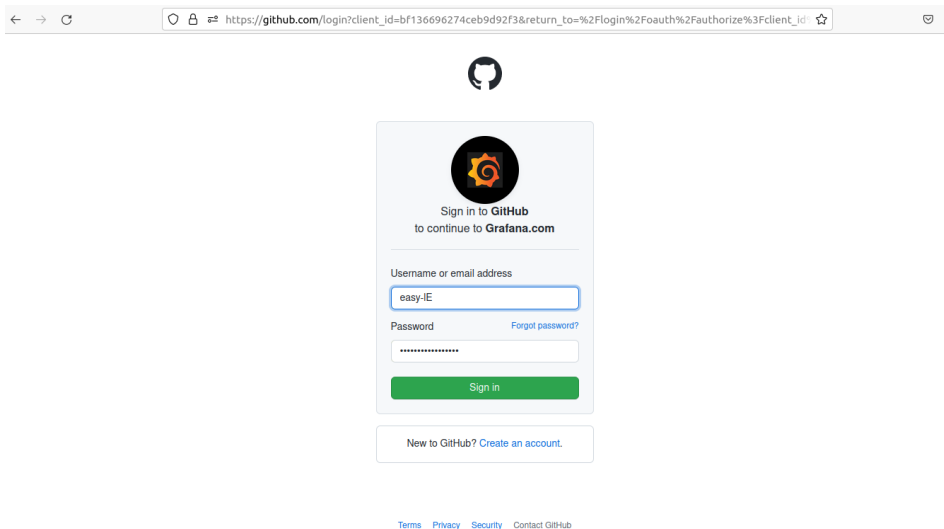 https://github.com/login?client_id=bf136696274ceb9d92f3&return_to=%2Flogin%2Foauth%2Fauthorize%3Fclient_id
Sign in to GitHub
to continue to Grafana.com
Username or email address
easy-IE
Password Forgot password?
Sign in
New to GitHub? Create an account.
Terms Privacy Security Contact GitHub